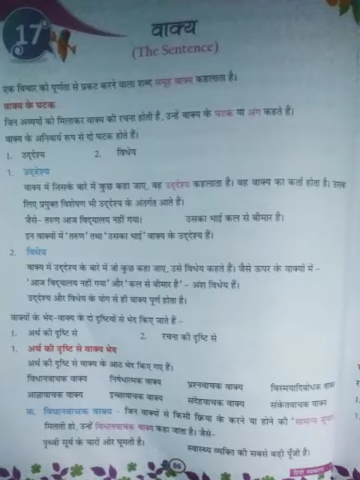 17
वाक्य
(The Sentence)
एक विचार को पूर्णता से प्रकट करने वाला शब्द समूह वाक्य कहलाता है।
वाक्य के घटक
जिन अवयवों को मिलाकर वाक्य की रचना होती है, उन्हें वाक्य के घटक या अंग कहते हैं।
वाक्य के अनिवार्य रूप से दो घटक होते हैं।
1. उद्देश्य 2. विधेय
1. उद्देश्य
वाक्य में जिसके बारे में कुछ कहा जाए, वह उद्देश्य कहलाता है। वह वाक्य का कर्ता होता है। उसके
लिए प्रयुक्त विशेषण भी उद्देश्य के अंतर्गत आते हैं।
जैसे- तरुण आज विद्यालय नहीं गया। उसका भाई कल से बीमार है।
इन वाक्यों में 'तरुण' तथा 'उसका भाई' वाक्य के उद्देश्य हैं।
2. विधेय
वाक्य में उद्देश्य के बारे में जो कुछ कहा जाए, उसे विधेय कहते हैं। जैसे ऊपर के वाक्यों में -
'आज विद्यालय नहीं गया' और 'कल से बीमार है' - अंश विधेय हैं।
उद्देश्य और विधेय के योग से ही वाक्य पूर्ण होता है।
वाक्यों के भेद-वाक्य के दो दृष्टियों से भेद किए जाते हैं -
1. अर्थ की दृष्टि से 2. रचना की दृष्टि से
1. अर्थ की दृष्टि से वाक्य भेद
अर्थ की दृष्टि से वाक्य के आठ भेद किए गए हैं।
विधानवाचक वाक्य निषेधात्मक वाक्य प्रश्नवाचक वाक्य विस्मयादिबोधक वाक्य
आज्ञावाचक वाक्य इच्छावाचक वाक्य संदेहवाचक वाक्य संकेतवाचक वाक्य
क. विधानवाचक वाक्य - जिन वाक्यों से किसी क्रिया के करने या होने की 'सामान्य सूचना
मिलती हो, उन्हें विधानवाचक वाक्य कहा जाता है। जैसे-
पृथ्वी सूर्य के चारों ओर घूमती है। स्वास्थ्य व्यक्ति की सबसे बड़ी पूँजी है।
86
हिंदी व्याकरण